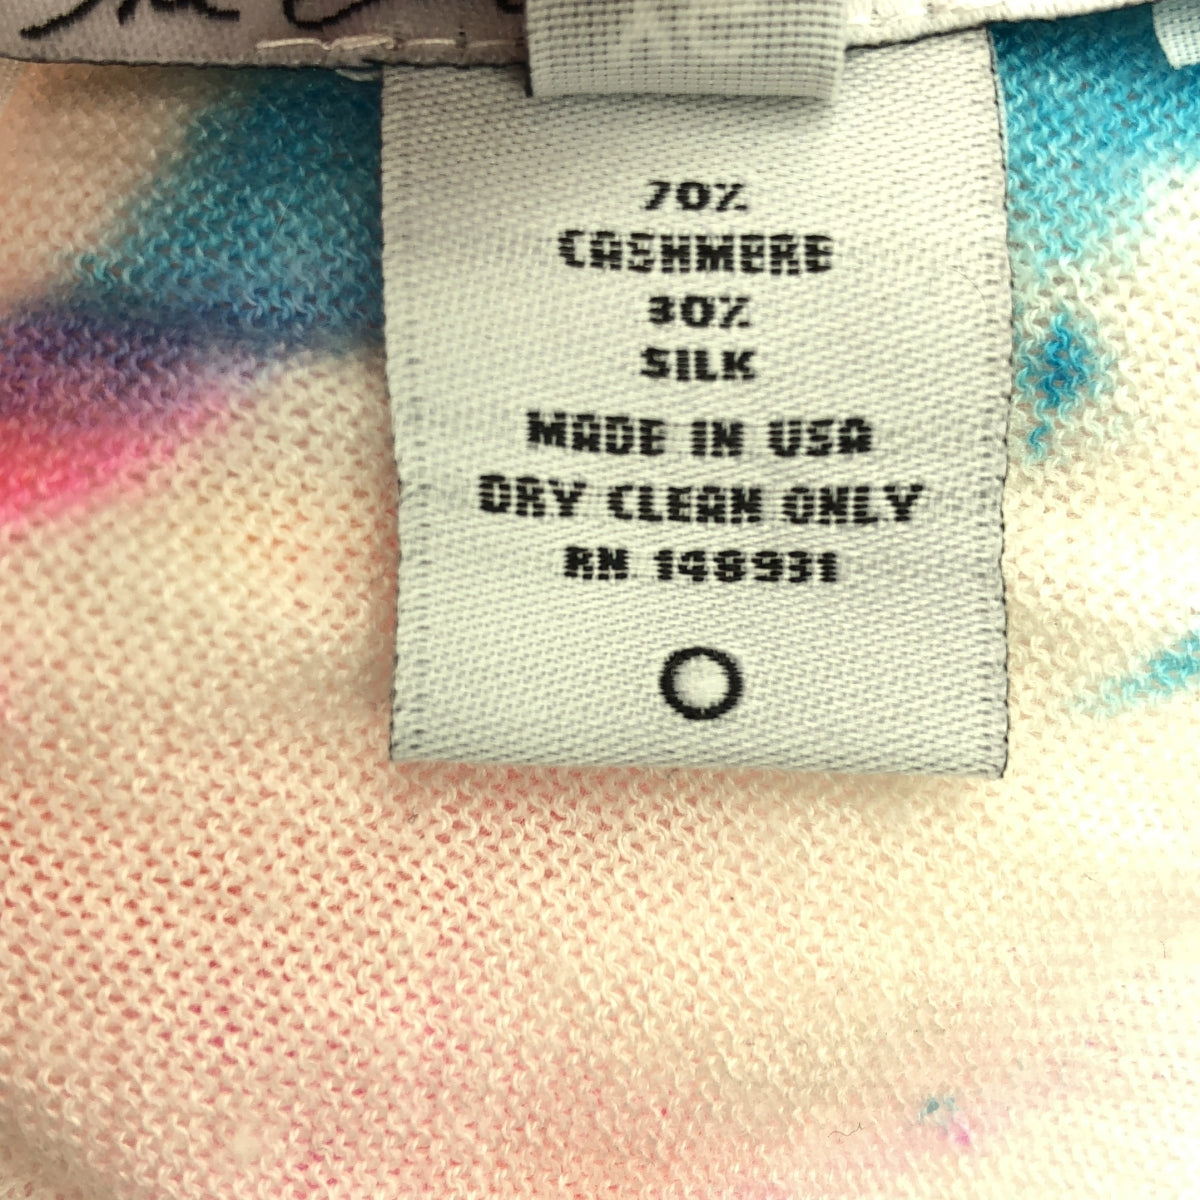 70%
CASHMERE
30%
SILK
MADE IN USA
DRY CLEAN ONLY
RN 148931